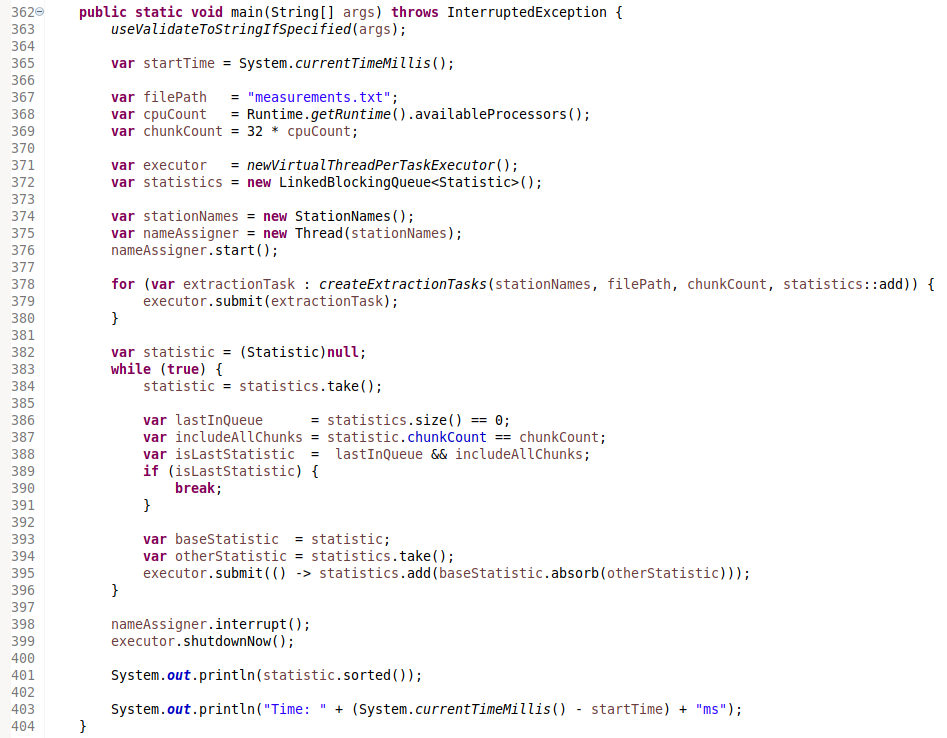 362 public static void main(String[] args) throws InterruptedException {
363     useValidateToStringIfSpecified(args);
364
365     var startTime = System.currentTimeMillis();
366
367     var filePath   = "measurements.txt";
368     var cpuCount   = Runtime.getRuntime().availableProcessors();
369     var chunkCount = 32 * cpuCount;
370
371     var executor   = newVirtualThreadPerTaskExecutor();
372     var statistics = new LinkedBlockingQueue<Statistic>();
373
374     var stationNames = new StationNames();
375     var nameAssigner = new Thread(stationNames);
376     nameAssigner.start();
377
378     for (var extractionTask : createExtractionTasks(stationNames, filePath, chunkCount, statistics::add)) {
379         executor.submit(extractionTask);
380     }
381
382     var statistic = (Statistic)null;
383     while (true) {
384         statistic = statistics.take();
385
386         var lastInQueue      = statistics.size() == 0;
387         var includeAllChunks = statistic.chunkCount == chunkCount;
388         var isLastStatistic  =  lastInQueue && includeAllChunks;
389         if (isLastStatistic) {
390             break;
391         }
392
393         var baseStatistic  = statistic;
394         var otherStatistic = statistics.take();
395         executor.submit(() -> statistics.add(baseStatistic.absorb(otherStatistic)));
396     }
397
398     nameAssigner.interrupt();
399     executor.shutdownNow();
400
401     System.out.println(statistic.sorted());
402
403     System.out.println("Time: " + (System.currentTimeMillis() - startTime) + "ms");
404 }